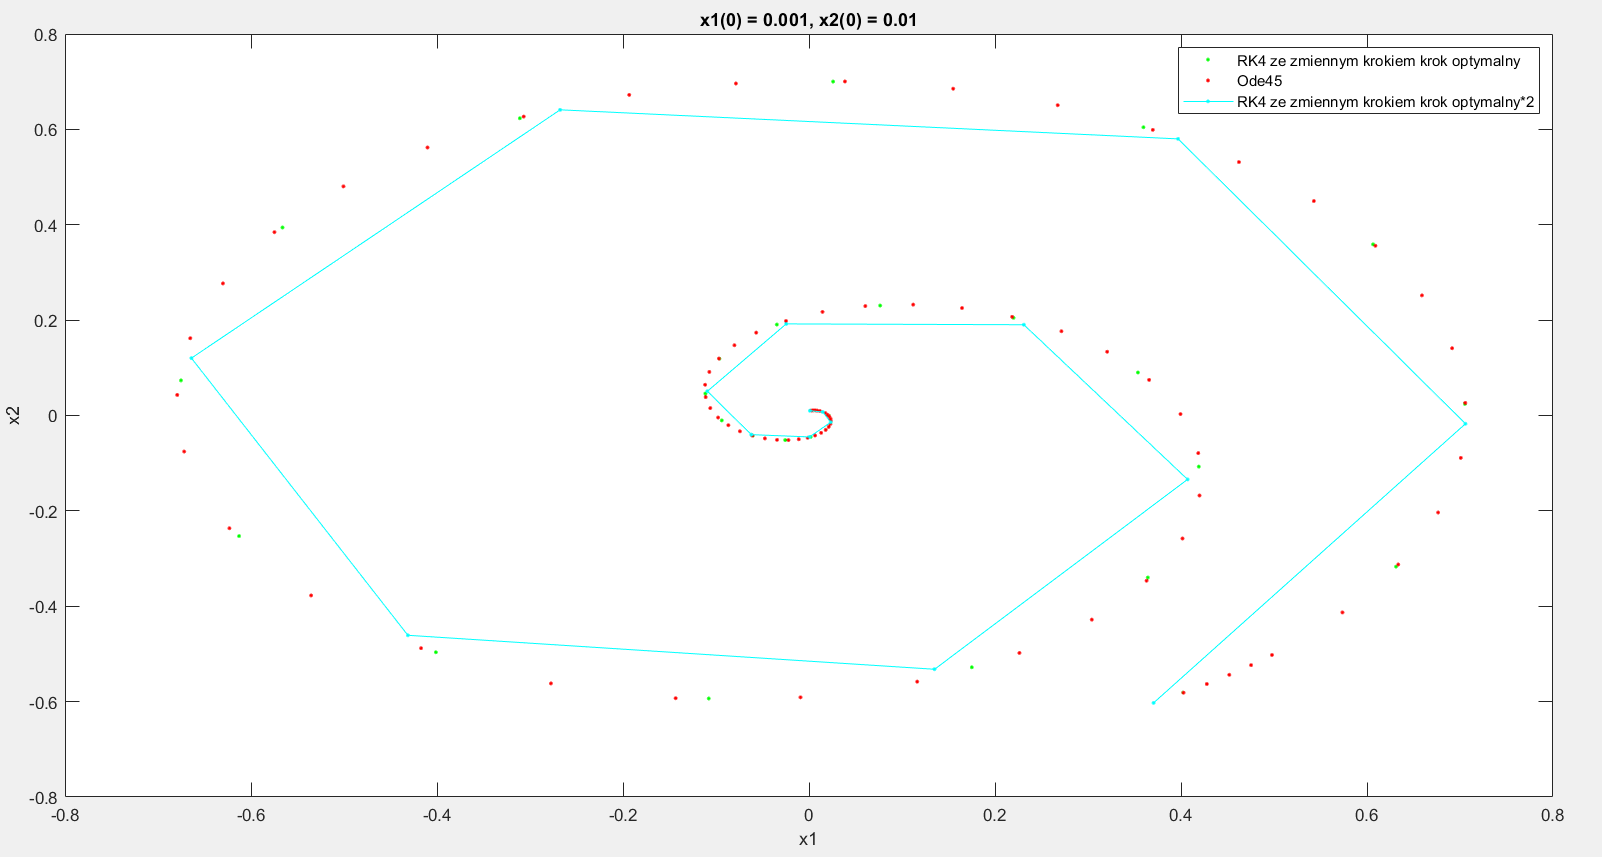 x1(0) = 0.001, x2(0) = 0.01
RK4 ze zmiennym krokiem krok optymalny
Ode45
RK4 ze zmiennym krokiem krok optymalny*2
0.8
0.6
0.4
0.2
0
-0.2
-0.4
-0.6
-0.8
x2
-0.8 -0.6 -0.4 -0.2 0 0.2 0.4 0.6 0.8
x1